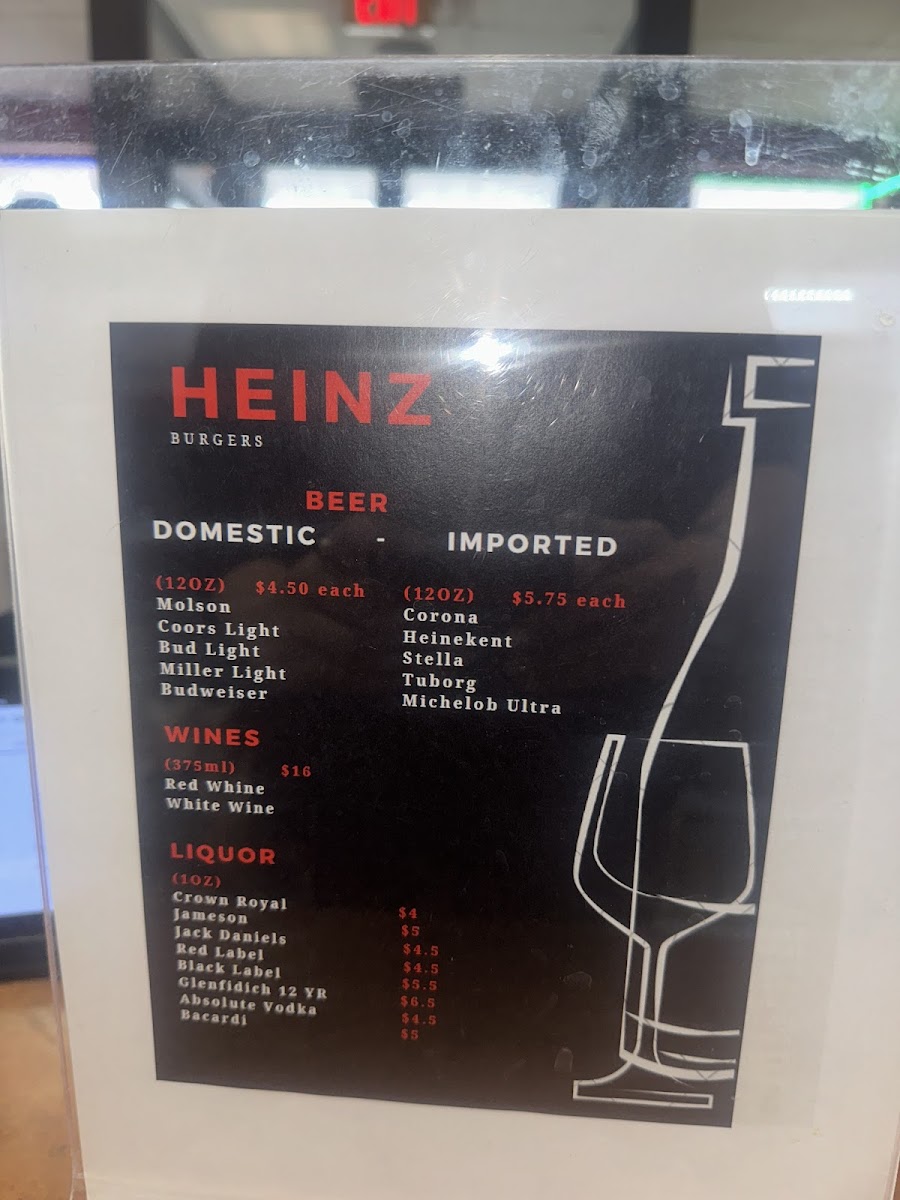 HEINZ
BURGERS
BEER
DOMESTIC - IMPORTED
(12OZ) $4.50 each
Molson
Coors Light
Bud Light
Miller Light
Budweiser
(12OZ) $5.75 each
Corona
Heinekent
Stella
Tuborg
Michelob Ultra
WINES
(375ml) $16
Red Whine
White Wine
LIQUOR
(1OZ)
Crown Royal $4
Jameson $5
Jack Daniels $4.5
Red Label $4.5
Black Label $5.5
Glenfidich 12 YR $6.5
Absolute Vodka $4.5
Bacardi $5